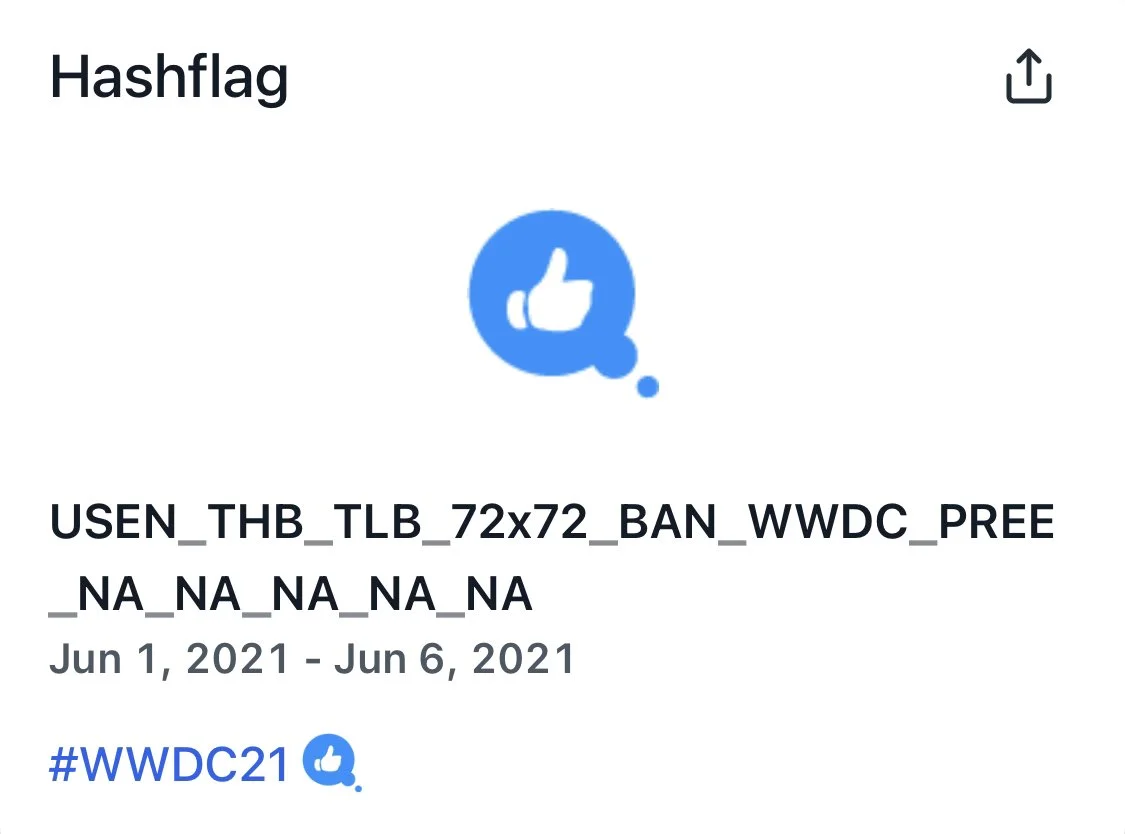 Hashflag
USEN_THB_TLB_72x72_BAN_WWDC_PREE
_NA_NA_NA_NA_NA
Jun 1, 2021 - Jun 6, 2021
#WWDC21